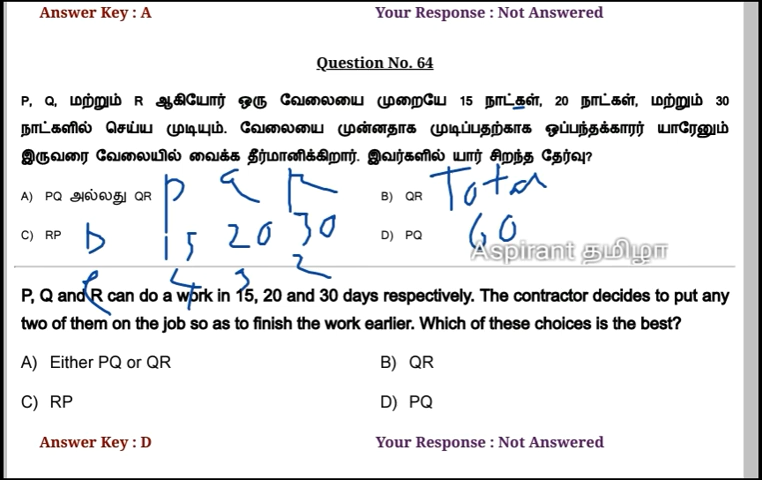 Answer Key : A Your Response : Not Answered
Question No. 64
P, Q, மற்றும் R ஆகியோர் ஒரு வேலையை முறையே 15 நாட்கள், 20 நாட்கள், மற்றும் 30
நாட்களில் செய்ய முடியும். வேலையை முன்னதாக முடிப்பதற்காக ஒப்பந்தக்காரர் யாரேனும்
இருவரை வேலையில் வைக்க தீர்மானிக்கிறார். இவர்களில் யார் சிறந்த தேர்வு?
P Q R Total
A) PQ அல்லது QR B) QR
D 15 20 30 60
C) RP D) PQ
Aspirant தமிழா
4 3 2
P, Q and R can do a work in 15, 20 and 30 days respectively. The contractor decides to put any
two of them on the job so as to finish the work earlier. Which of these choices is the best?
A) Either PQ or QR B) QR
C) RP D) PQ
Answer Key : D Your Response : Not Answered